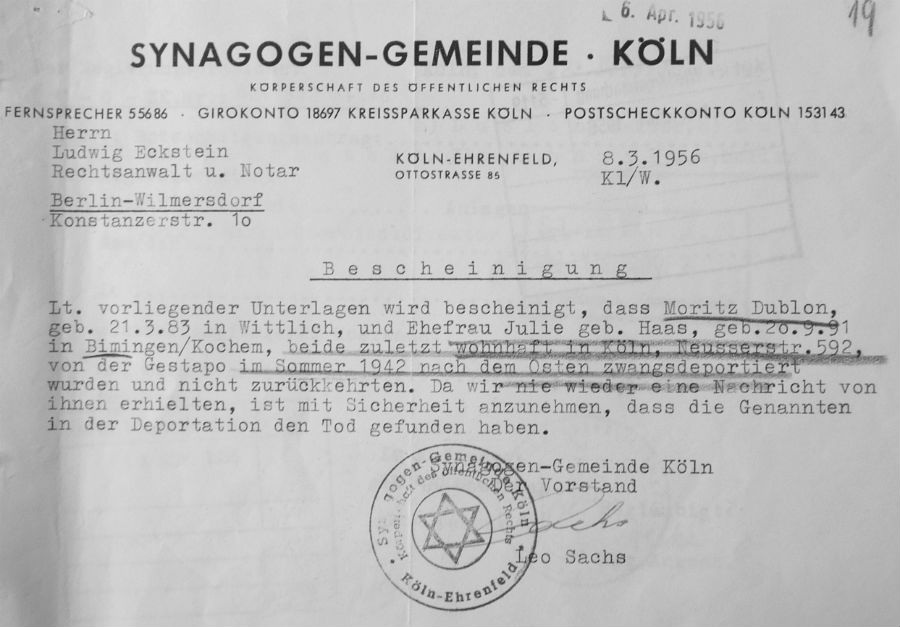 6. Apr. 1956
19
SYNAGOGEN-GEMEINDE · KÖLN
KÖRPERSCHAFT DES ÖFFENTLICHEN RECHTS
FERNSPRECHER 55686 · GIROKONTO 18697 KREISSPARKASSE KÖLN · POSTSCHECKKONTO KÖLN 153143
Herrn
Ludwig Eckstein
Rechtsanwalt u. Notar
Berlin-Wilmersdorf
Konstanzerstr. 1o
KÖLN-EHRENFELD,
OTTOSTRASSE 85
8.3.1956
Kl/W.
Bescheinigung
Lt. vorliegender Unterlagen wird bescheinigt, dass Moritz Dublon,
geb. 21.3.83 in Wittlich, und Ehefrau Julie geb. Haas, geb.2o.9.91
in Bimingen/Kochem, beide zuletzt wohnhaft in Köln, Neusserstr.592,
von der Gestapo im Sommer 1942 nach dem Osten zwangsdeportiert
wurden und nicht zurückkehrten. Da wir nie wieder eine Nachricht von
ihnen erhielten, ist mit Sicherheit anzunehmen, dass die Genannten
in der Deportation den Tod gefunden haben.
Synagogen-Gemeinde Köln
Der Vorstand
Sachs
Leo Sachs
Synagogen-Gemeinde Köln
Körperschaft des öffentlichen Rechts
Köln-Ehrenfeld